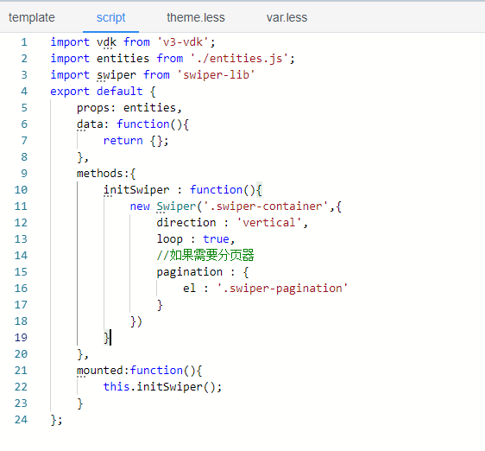 template script theme.less var.less
1 import vdk from 'v3-vdk';
2 import entities from './entities.js';
3 import swiper from 'swiper-lib'
4 export default {
5 props: entities,
6 data: function(){
7 return {};
8 },
9 methods:{
10 initSwiper : function(){
11 new Swiper('.swiper-container',{
12 direction : 'vertical',
13 loop : true,
14 //如果需要分页器
15 pagination : {
16 el : '.swiper-pagination'
17 }
18 })
19 }
20 },
21 mounted:function(){
22 this.initSwiper();
23 }
24 };